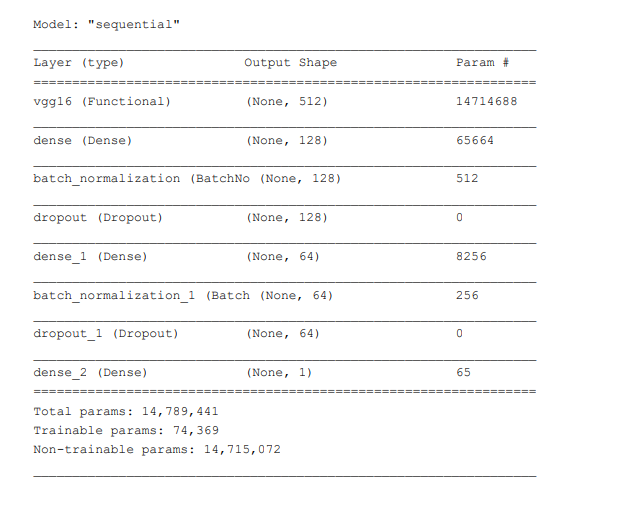 Model: "sequential"
Layer (type) Output Shape Param #
vgg16 (Functional) (None, 512) 14714688
dense (Dense) (None, 128) 65664
batch_normalization (BatchNo (None, 128) 512
dropout (Dropout) (None, 128) 0
dense_1 (Dense) (None, 64) 8256
batch_normalization_1 (Batch (None, 64) 256
dropout_1 (Dropout) (None, 64) 0
dense_2 (Dense) (None, 1) 65
Total params: 14,789,441
Trainable params: 74,369
Non-trainable params: 14,715,072